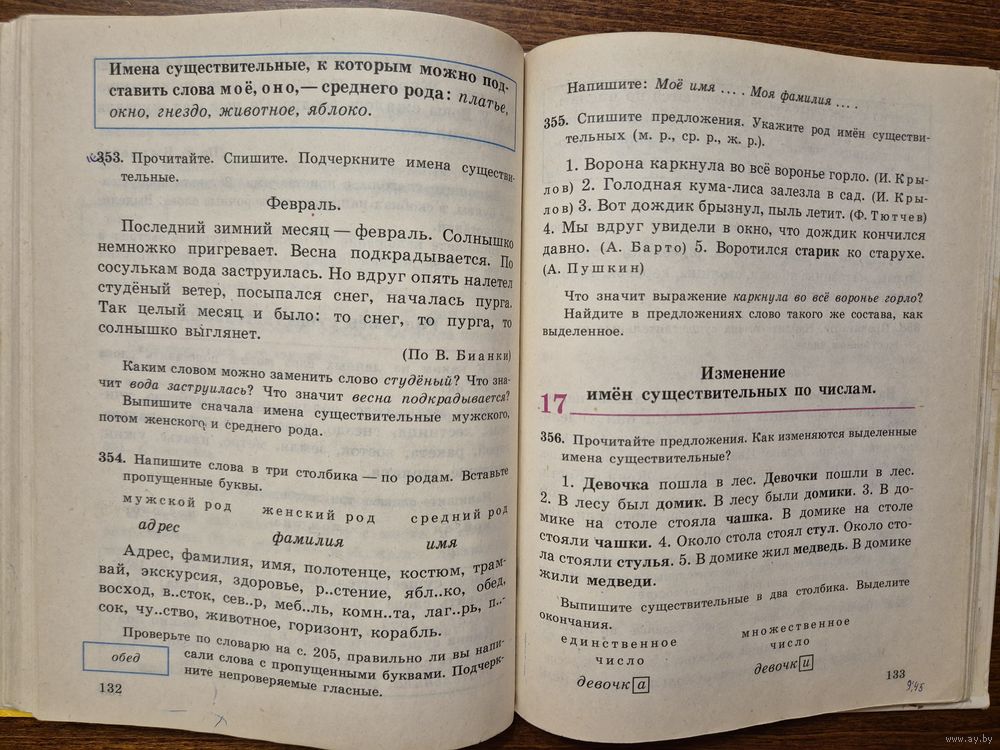 Имена существительные, к которым можно под-
ставить слова моё, оно,— среднего рода: платье,
окно, гнездо, животное, яблоко.
353. Прочитайте. Спишите. Подчеркните имена существи-
тельные.
Февраль.
Последний зимний месяц — февраль. Солнышко
немножко пригревает. Весна подкрадывается. По
сосулькам вода заструилась. Но вдруг опять налетел
студёный ветер, посыпался снег, началась пурга.
Так целый месяц и было: то снег, то пурга, то
солнышко выглянет.
(По В. Бианки)
Каким словом можно заменить слово студёный? Что зна-
чит вода заструилась? Что значит весна подкрадывается?
Выпишите сначала имена существительные мужского,
потом женского и среднего рода.
354. Напишите слова в три столбика — по родам. Вставьте
пропущенные буквы.
мужской род женский род средний род
адрес фамилия имя
Адрес, фамилия, имя, полотенце, костюм, трам-
вай, экскурсия, здоровье, р..стение, ябл..ко, обед,
восход, в..сток, сев..р, меб..ль, комн..та, лаг..рь, п..-
сок, чу..ство, животное, горизонт, корабль.
Проверьте по словарю на с. 205, правильно ли вы напи-
сали слова с пропущенными буквами. Подчерк-
ните непроверяемые гласные.
обед
132
Напишите: Моё имя ... . Моя фамилия ... .
355. Спишите предложения. Укажите род имён существи-
тельных (м. р., ср. р., ж. р.).
1. Ворона каркнула во всё воронье горло. (И. Кры-
лов) 2. Голодная кума-лиса залезла в сад. (И. Кры-
лов) 3. Вот дождик брызнул, пыль летит. (Ф. Тютчев)
4. Мы вдруг увидели в окно, что дождик кончился
давно. (А. Барто) 5. Воротился старик ко старухе.
(А. Пушкин)
Что значит выражение каркнула во всё воронье горло?
Найдите в предложениях слово такого же состава, как
выделенное.
Изменение
17 имён существительных по числам.
356. Прочитайте предложения. Как изменяются выделенные
имена существительные?
1. Девочка пошла в лес. Девочки пошли в лес.
2. В лесу был домик. В лесу были домики. 3. В до-
мике на столе стояла чашка. В домике на столе
стояли чашки. 4. Около стола стоял стул. Около сто-
ла стояли стулья. 5. В домике жил медведь. В домике
жили медведи.
Выпишите существительные в два столбика. Выделите
окончания.
единственное множественное
число число
девочка девочки
133
9,45
www.ay.by